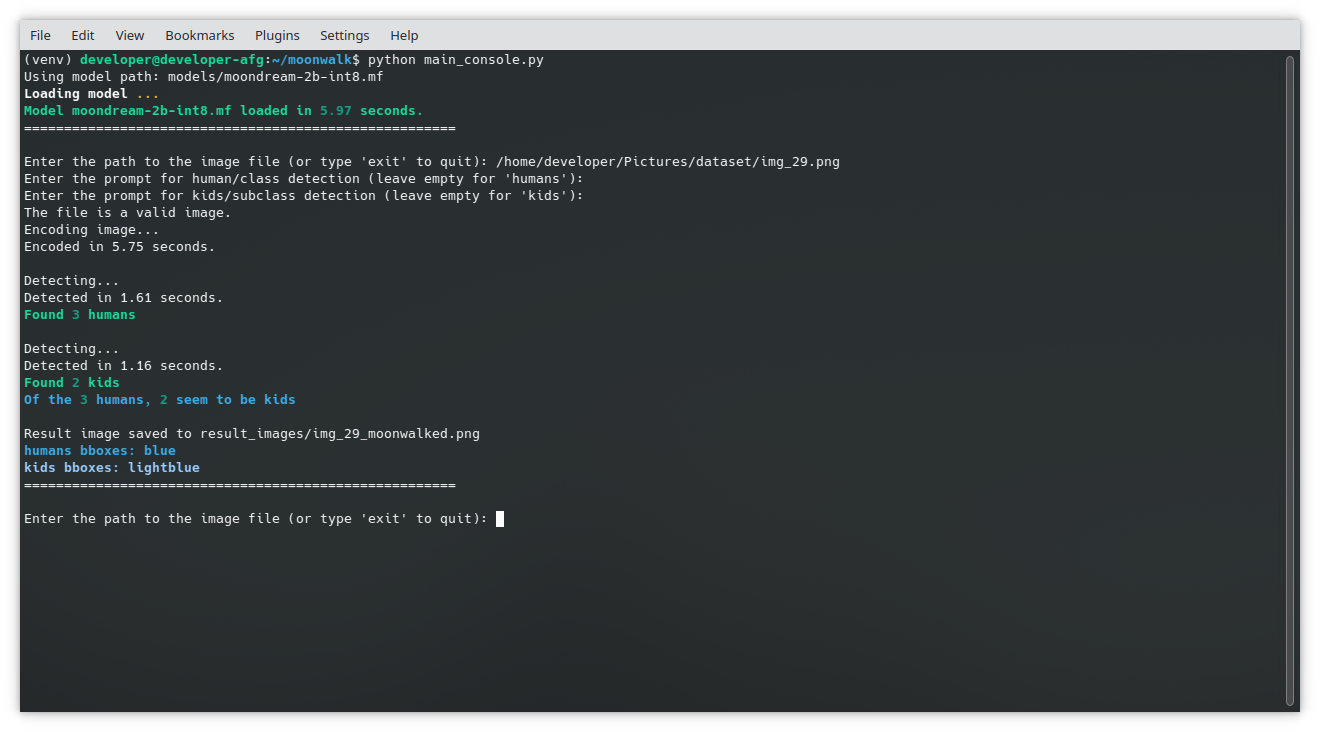 File Edit View Bookmarks Plugins Settings Help
(venv) developer@developer-afg:~/moonwalk$ python main_console.py
Using model path: models/moondream-2b-int8.mf
Loading model ...
Model moondream-2b-int8.mf loaded in 5.97 seconds.
======================================================
Enter the path to the image file (or type 'exit' to quit): /home/developer/Pictures/dataset/img_29.png
Enter the prompt for human/class detection (leave empty for 'humans'):
Enter the prompt for kids/subclass detection (leave empty for 'kids'):
The file is a valid image.
Encoding image...
Encoded in 5.75 seconds.
Detecting...
Detected in 1.61 seconds.
Found 3 humans
Detecting...
Detected in 1.16 seconds.
Found 2 kids
Of the 3 humans, 2 seem to be kids
Result image saved to result_images/img_29_moonwalked.png
humans bboxes: blue
kids bboxes: lightblue
======================================================
Enter the path to the image file (or type 'exit' to quit):